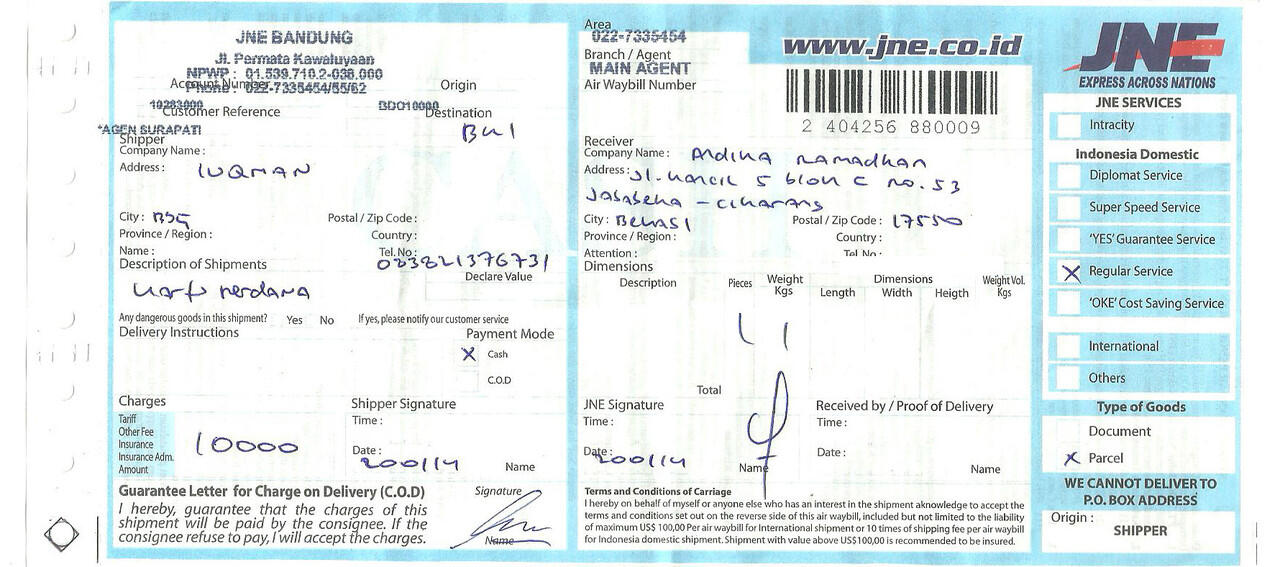 JNE BANDUNG
Jl. Permata Kawaluyaan
NPWP : 01.539.710.2-038.000
Phone : 022-7335454/55/62
Account Number
Origin
10283000
BDO10000
Customer Reference
Destination
*AGEN SURAPATI
Shipper
Company Name :
Address : LUQMAN
City : BDG
Postal / Zip Code :
Province / Region :
Country :
Name :
Tel. No : 083821376731
Description of Shipments
Declare Value
kartu perdana
Any dangerous goods in this shipment? Yes No If yes, please notify our customer service
Delivery Instructions
Payment Mode
X Cash
C.O.D
Charges
Tariff
Other Fee
Insurance
Insurance Adm.
Amount
10000
Shipper Signature
Time :
Date : 200114
Name
Guarantee Letter for Charge on Delivery (C.O.D)
I hereby, guarantee that the charges of this
shipment will be paid by the consignee. If the
consignee refuse to pay, I will accept the charges.
Signature
Name
Area
022-7335454
Branch / Agent
MAIN AGENT
Air Waybill Number
www.jne.co.id
2 404256 880009
Receiver
Company Name : Andika Ramadhan
Address : Jl. kancil 5 blok C no. 53
Jababeka - Cikarang
City : BEKASI
Postal / Zip Code : 17550
Province / Region :
Country :
Attention :
Tel. No :
Dimensions
Description
Pieces
Weight Kgs
Dimensions
Length Width Heigth
Weight Vol. Kgs
1 1
Total
JNE Signature
Time :
Date : 200114
Name
Received by / Proof of Delivery
Time :
Date :
Name
Terms and Conditions of Carriage
I hereby on behalf of myself or anyone else who has an interest in the shipment aknowledge to accept the
terms and conditions set out on the reverse side of this air waybill, included but not limited to the liability
of maximum US$ 100,00 Per air waybill for International shipment or 10 times of shipping fee per air waybill
for Indonesia domestic shipment. Shipment with value above US$100,00 is recommended to be insured.
JNE
EXPRESS ACROSS NATIONS
JNE SERVICES
Intracity
Indonesia Domestic
Diplomat Service
Super Speed Service
'YES' Guarantee Service
X Regular Service
'OKE' Cost Saving Service
International
Others
Type of Goods
Document
X Parcel
WE CANNOT DELIVER TO
P.O. BOX ADDRESS
Origin :
SHIPPER